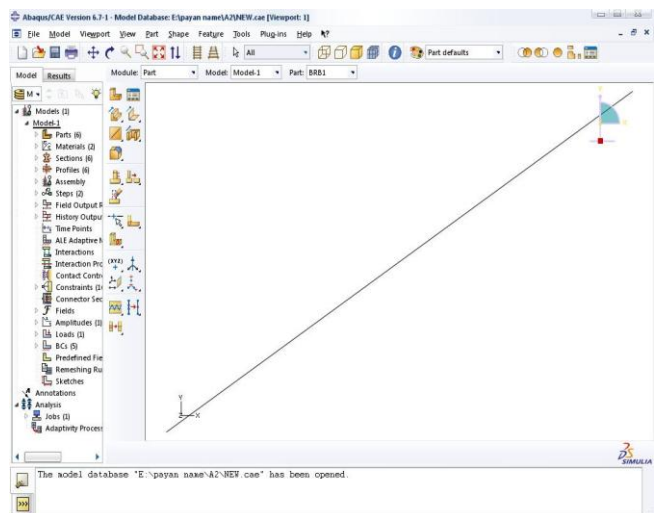 Abaqus/CAE Version 6.7-1 - Model Database: E:\payan name\A2\NEW.cae [Viewport: 1]
File Model Viewport View Part Shape Feature Tools Plug-ins Help
All Part defaults
Model Results Module: Part Model: Model-1 Part: BRB1
M
Models (1)
Model-1
Parts (6)
Materials (2)
Sections (6)
Profiles (6)
Assembly
Steps (2)
Field Output R
History Outpu
Time Points
ALE Adaptive M
Interactions
Interaction Pro
Contact Contr
Constraints (1
Connector Sec
Fields
Amplitudes (1)
Loads (1)
BCs (5)
Predefined Fie
Remeshing Ru
Sketches
Annotations
Analysis
Jobs (1)
Adaptivity Process
(XYZ)
Y
Z X
SIMULIA
The model database "E:\payan name\A2\NEW.cae" has been opened.
>>>